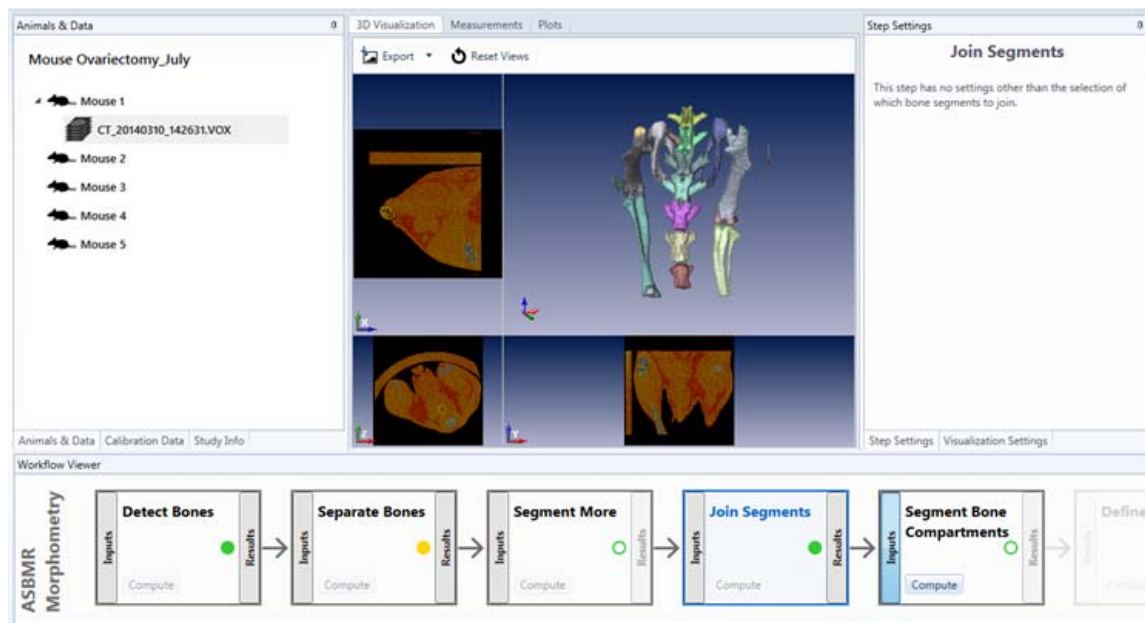 Animals & Data
Mouse Ovariectomy_July
Mouse 1
CT_20140310_142631.VOX
Mouse 2
Mouse 3
Mouse 4
Mouse 5
Animals & Data Calibration Data Study Info
3D Visualization Measurements Plots
Export Reset Views
X
Z
Y
Step Settings
Join Segments
This step has no settings other than the selection of
which bone segments to join.
Step Settings Visualization Settings
Workflow Viewer
ASBMR
Morphometry
Inputs
Detect Bones
Compute
Results
Inputs
Separate Bones
Compute
Results
Inputs
Segment More
Compute
Results
Inputs
Join Segments
Compute
Results
Inputs
Segment Bone
Compartments
Compute
Results
Inputs
Define